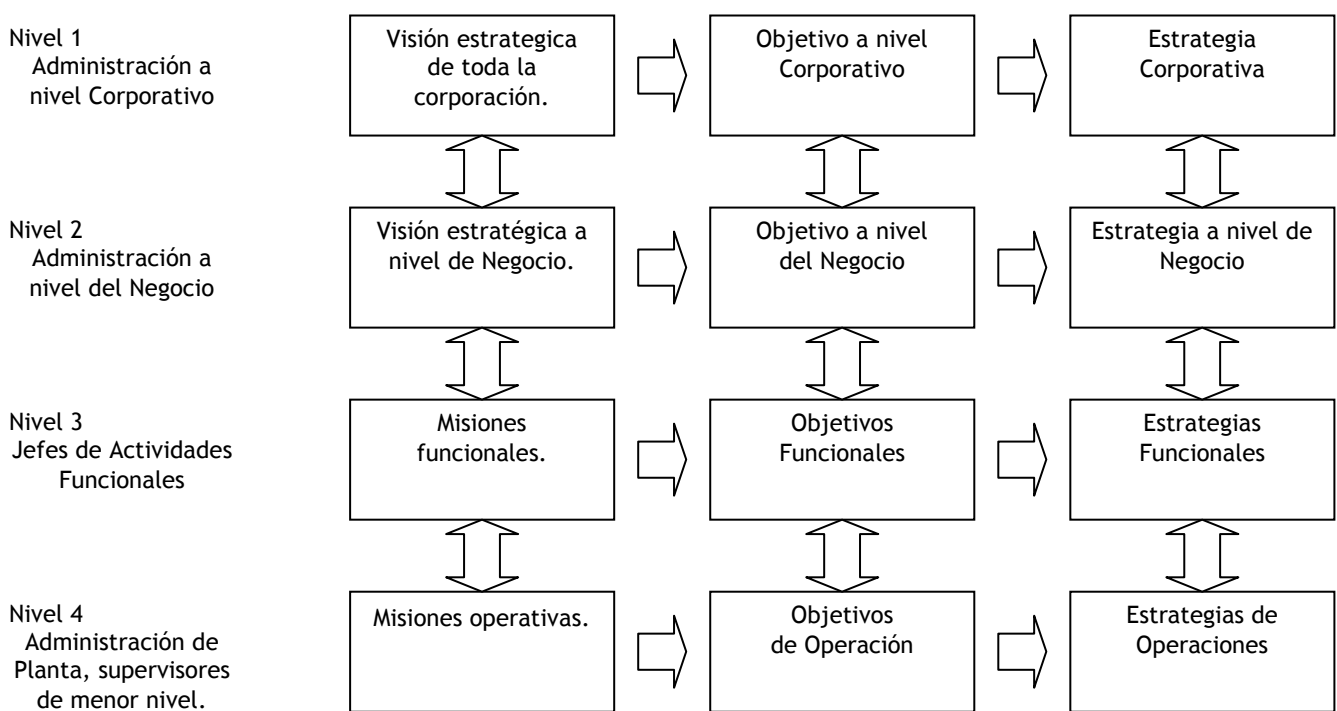 Nivel 1
Administración a
nivel Corporativo
Visión estrategica
de toda la
corporación.
Objetivo a nivel
Corporativo
Estrategia
Corporativa
Nivel 2
Administración a
nivel del Negocio
Visión estratégica a
nivel de Negocio.
Objetivo a nivel
del Negocio
Estrategia a nivel de
Negocio
Nivel 3
Jefes de Actividades
Funcionales
Misiones
funcionales.
Objetivos
Funcionales
Estrategias
Funcionales
Nivel 4
Administración de
Planta, supervisores
de menor nivel.
Misiones operativas.
Objetivos
de Operación
Estrategias de
Operaciones